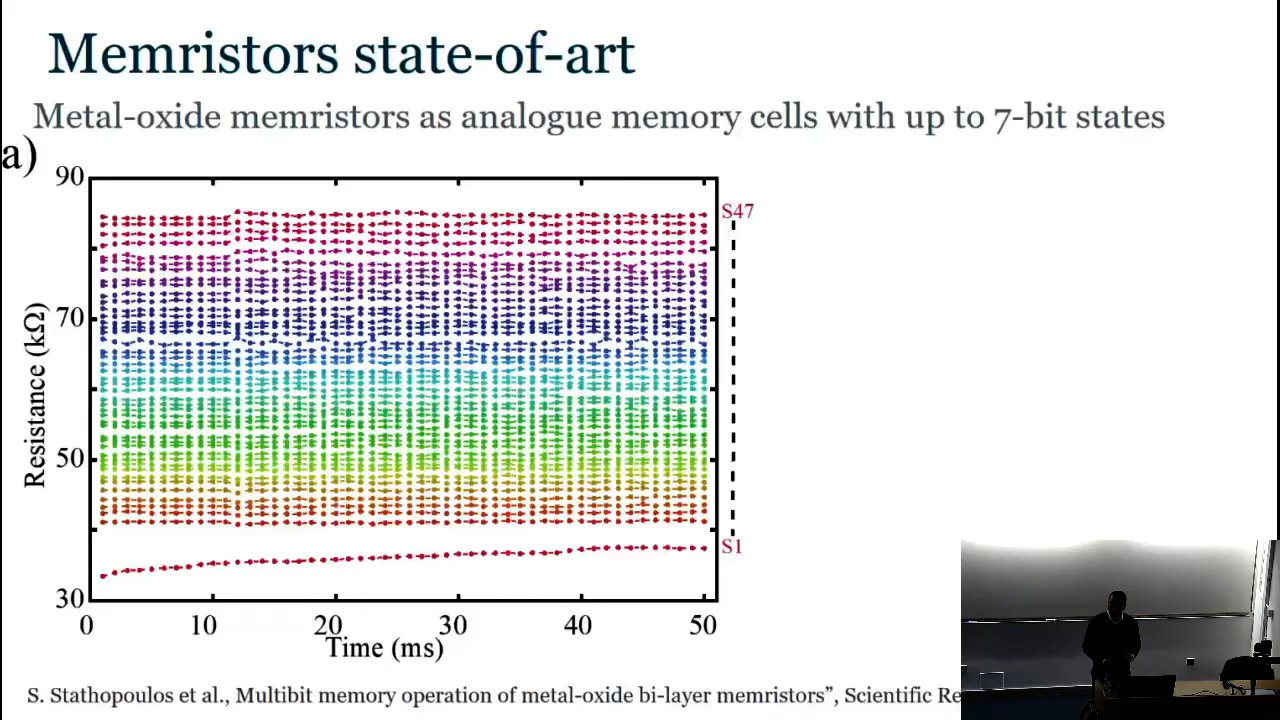 Memristors state-of-art
Metal-oxide memristors as analogue memory cells with up to 7-bit states
a)
90
70
50
30
Resistance (kΩ)
0 10 20 30 40 50
Time (ms)
S47
S1
S. Stathopoulos et al., Multibit memory operation of metal-oxide bi-layer memristors”, Scientific Re